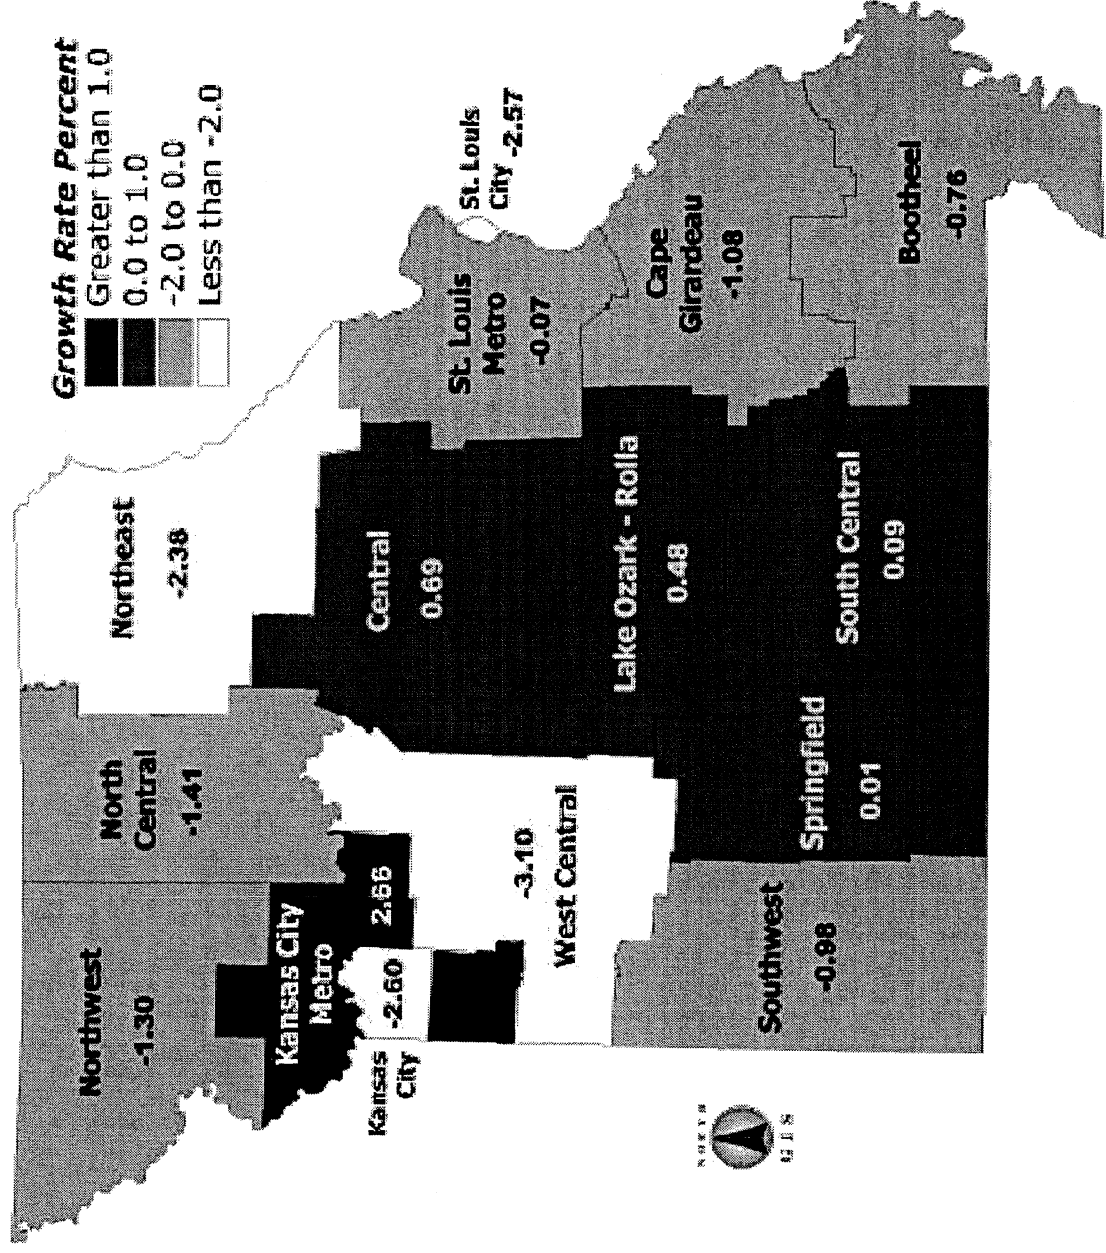 Growth Rate Percent
Greater than 1.0
0.0 to 1.0
-2.0 to 0.0
Less than -2.0
Northwest
-1.30
North
Central
-1.41
Northeast
-2.38
Kansas City
Metro
2.66
Kansas
City
-2.60
Central
0.69
St. Louis
Metro
-0.07
St. Louis
City -2.57
-3.10
West Central
Lake Ozark - Rolla
0.48
Cape
Girardeau
-1.08
Southwest
-0.98
Springfield
0.01
South Central
0.09
Bootheel
-0.76
NORTH
GIS